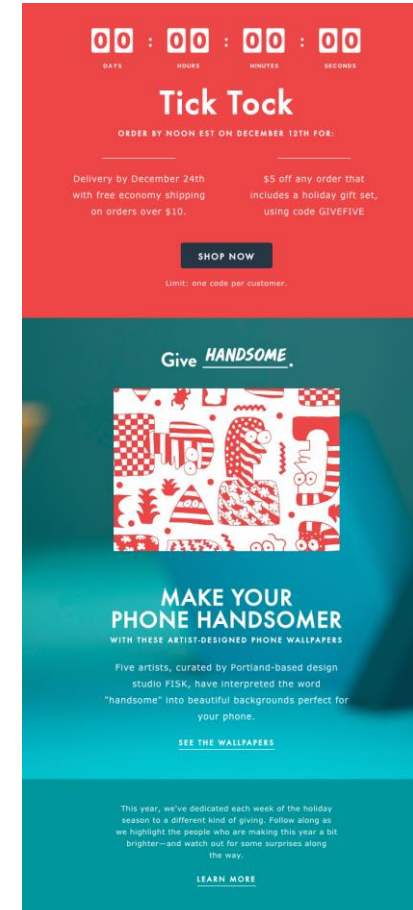 00 : 00 : 00 : 00
DAYS HOURS MINUTES SECONDS
Tick Tock
ORDER BY NOON EST ON DECEMBER 12TH FOR:
Delivery by December 24th
with free economy shipping
on orders over $10.
$5 off any order that
includes a holiday gift set,
using code GIVEFIVE
SHOP NOW
Limit: one code per customer.
Give HANDSOME.
MAKE YOUR
PHONE HANDSOMER
WITH THESE ARTIST-DESIGNED PHONE WALLPAPERS
Five artists, curated by Portland-based design
studio FISK, have interpreted the word
"handsome" into beautiful backgrounds perfect for
your phone.
SEE THE WALLPAPERS
This year, we've dedicated each week of the holiday
season to a different kind of giving. Follow along as
we highlight the people who are making this year a bit
brighter—and watch out for some surprises along
the way.
LEARN MORE